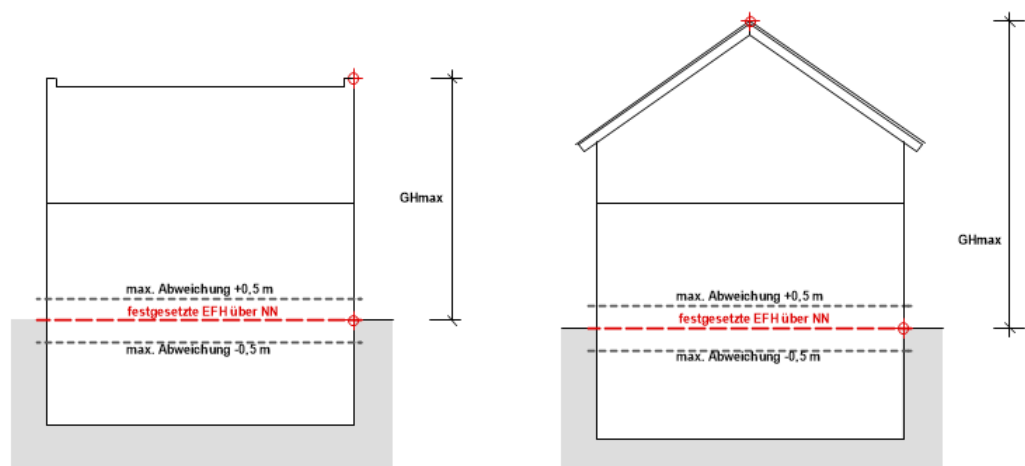 GHmax
max. Abweichung +0,5 m
festgesetzte EFH über NN
max. Abweichung -0,5 m
GHmax
max. Abweichung +0,5 m
festgesetzte EFH über NN
max. Abweichung -0,5 m